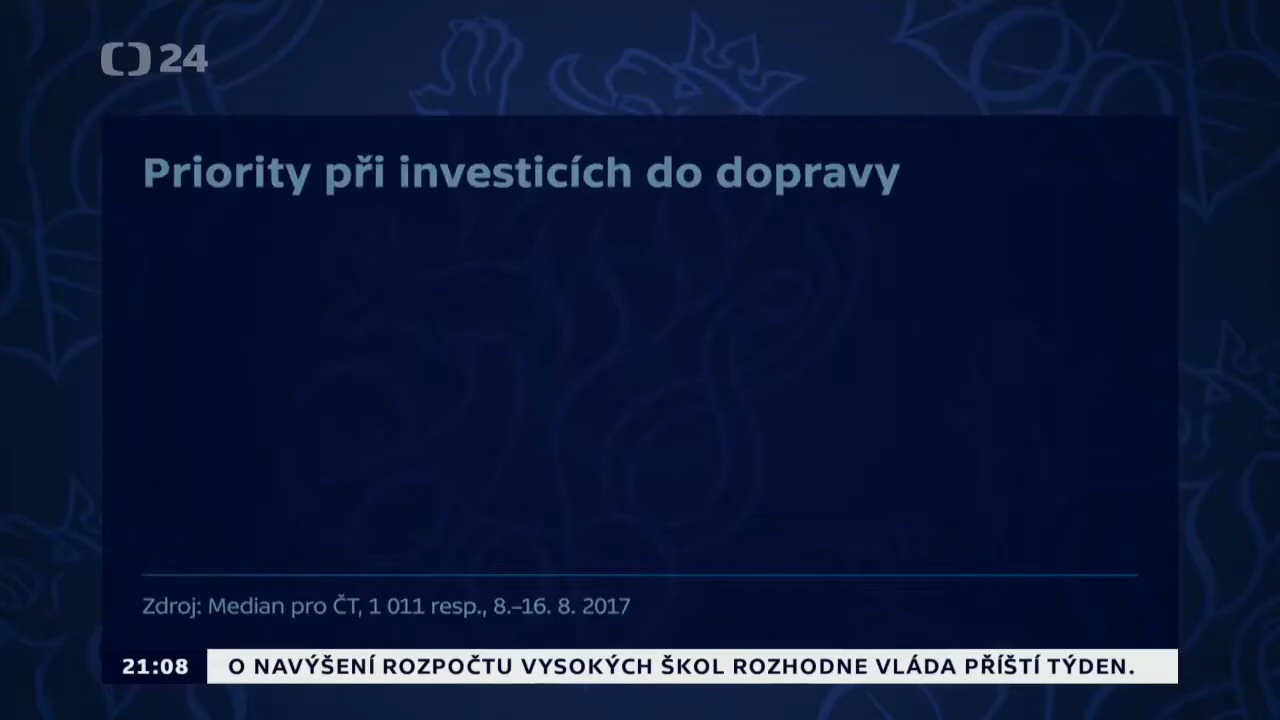 24
Priority při investicích do dopravy
Zdroj: Median pro ČT, 1 011 resp., 8.–16. 8. 2017
21:08 O NAVÝŠENÍ ROZPOČTU VYSOKÝCH ŠKOL ROZHODNE VLÁDA PŘÍŠTÍ TÝDEN.